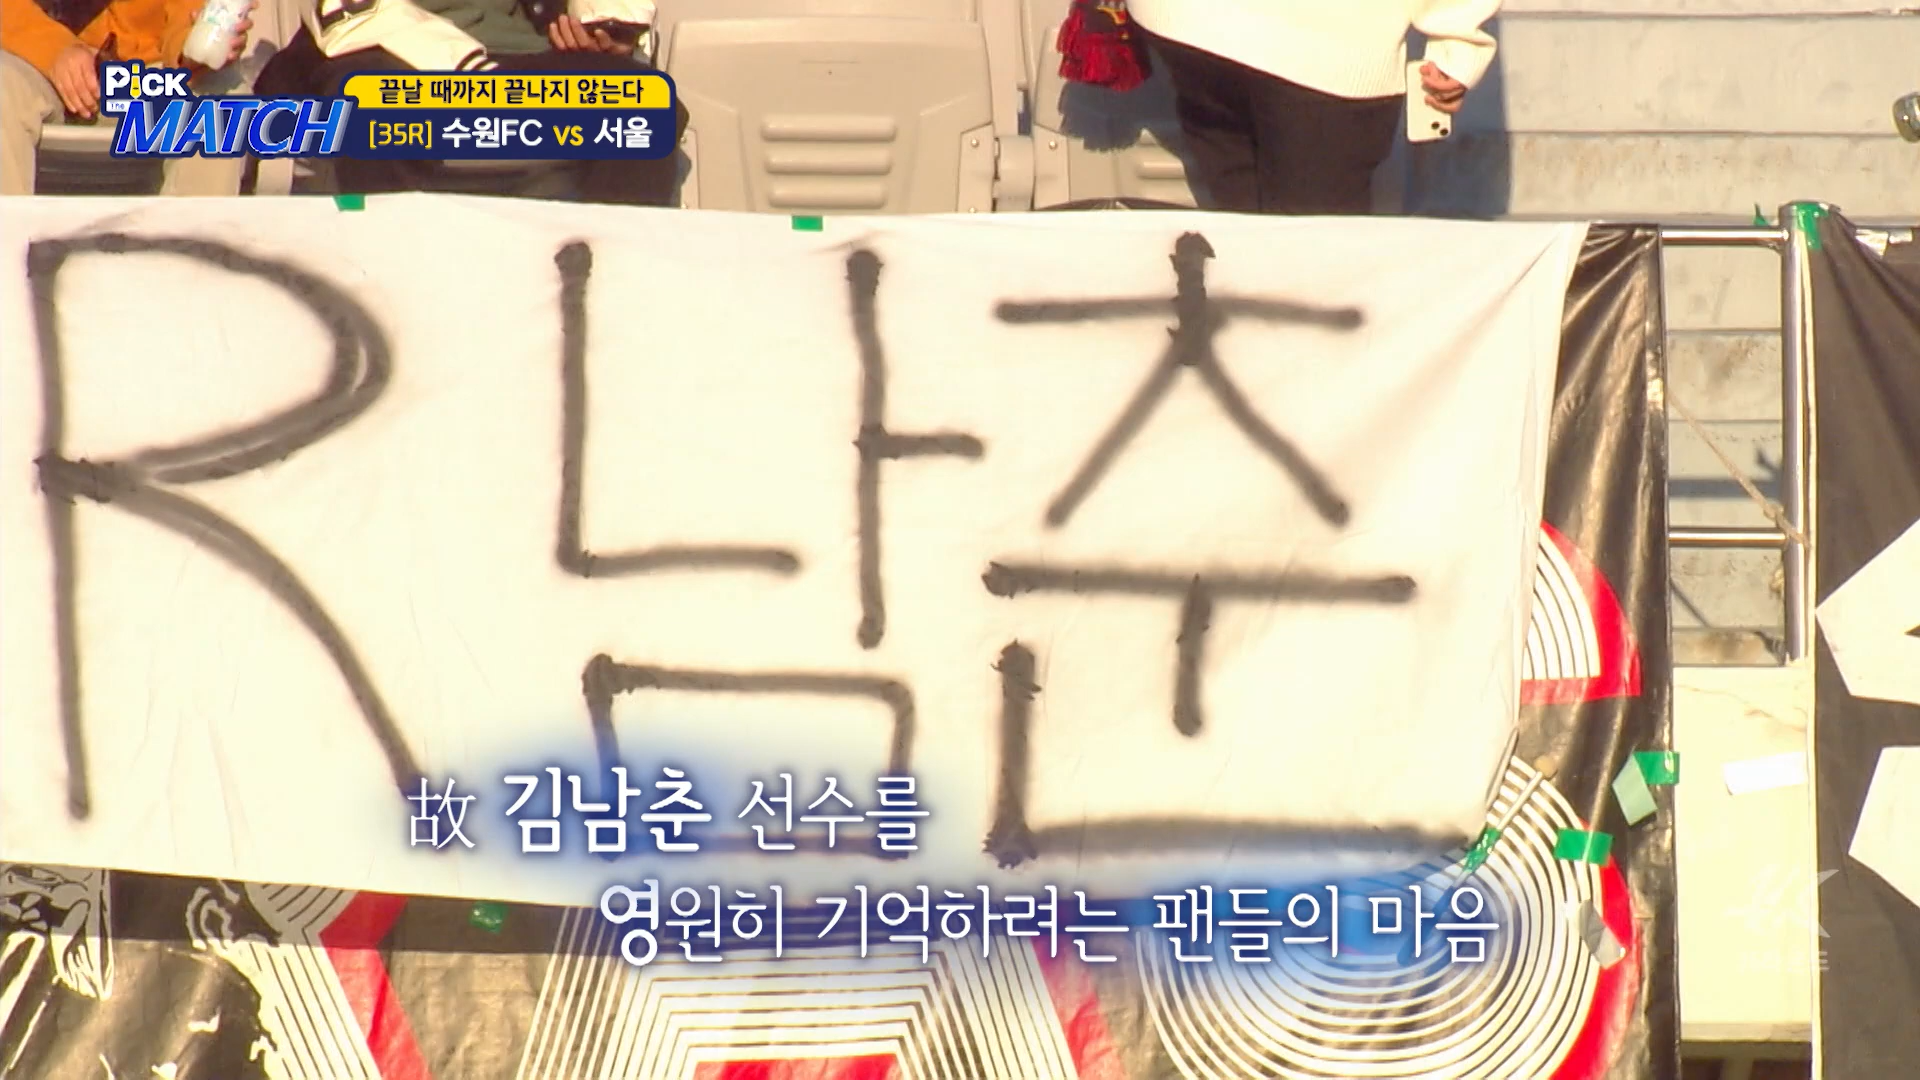 PiCK
the
MATCH
끝날 때까지 끝나지 않는다
[35R] 수원FC vs 서울
R 남춘
故 김남춘 선수를
영원히 기억하려는 팬들의 마음